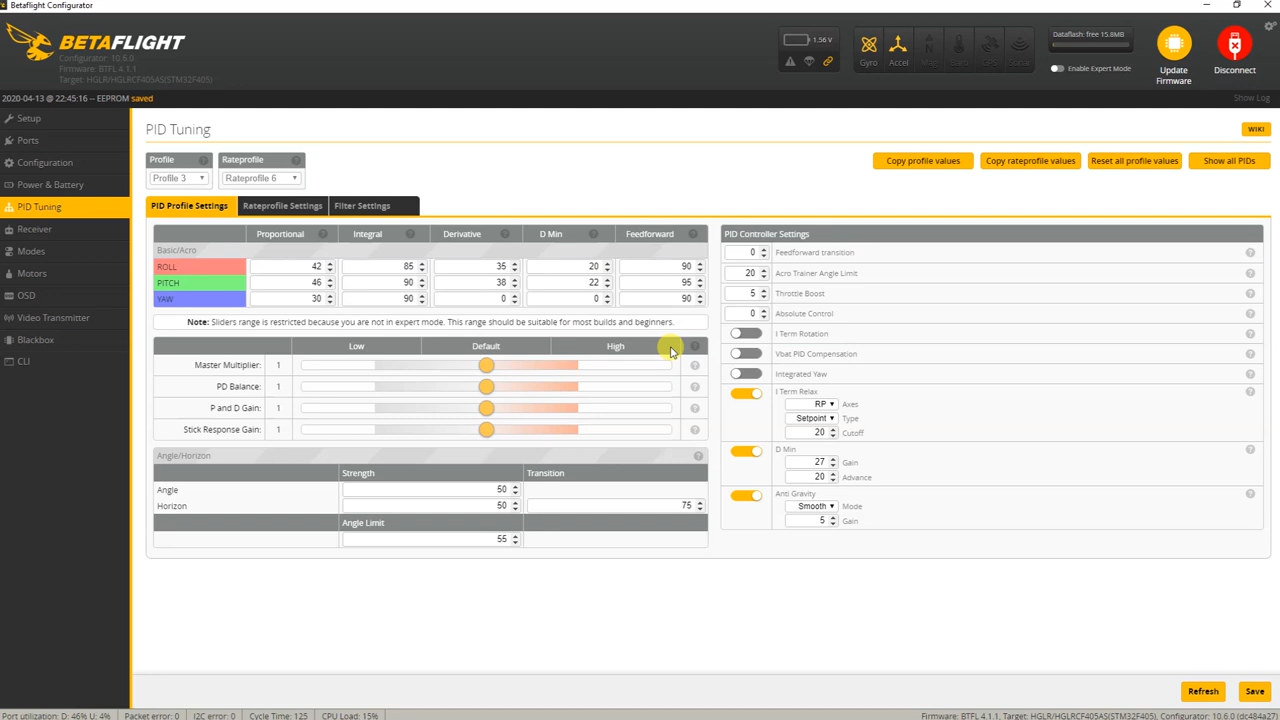 Betaflight Configurator
BETAFLIGHT
Configurator: 10.6.0
Firmware: BTFL 4.1.1
Target: HGLR/HGLRCF405AS(STM32F405)
1.56 V
Gyro
Accel
Mag
Baro
GPS
Sonar
Dataflash: free 15.8MB
Enable Expert Mode
Update
Firmware
Disconnect
2020-04-13 @ 22:45:16 -- EEPROM saved
Show Log
Setup
Ports
Configuration
Power & Battery
PID Tuning
Receiver
Modes
Motors
OSD
Video Transmitter
Blackbox
CLI
PID Tuning
WIKI
Profile
Profile 3
Rateprofile
Rateprofile 6
Copy profile values
Copy rateprofile values
Reset all profile values
Show all PIDs
PID Profile Settings
Rateprofile Settings
Filter Settings
Proportional Integral Derivative D Min Feedforward
Basic/Acro
ROLL 42 85 35 20 90
PITCH 46 90 38 22 95
YAW 30 90 0 0 90
Note: Sliders range is restricted because you are not in expert mode. This range should be suitable for most builds and beginners.
Low Default High
Master Multiplier: 1
PD Balance: 1
P and D Gain: 1
Stick Response Gain: 1
Angle/Horizon
Strength Transition
Angle 50
Horizon 50 75
Angle Limit
55
PID Controller Settings
0 Feedforward transition
20 Acro Trainer Angle Limit
5 Throttle Boost
0 Absolute Control
I Term Rotation
Vbat PID Compensation
Integrated Yaw
I Term Relax
RP Axes
Setpoint Type
20 Cutoff
D Min
27 Gain
20 Advance
Anti Gravity
Smooth Mode
5 Gain
Refresh
Save
Port utilization: D: 46% U: 4% Packet error: 0 I2C error: 0 Cycle Time: 125 CPU Load: 15%
Firmware: BTFL 4.1.1, Target: HGLR/HGLRCF405AS(STM32F405), Configurator: 10.6.0 (dc484a27)